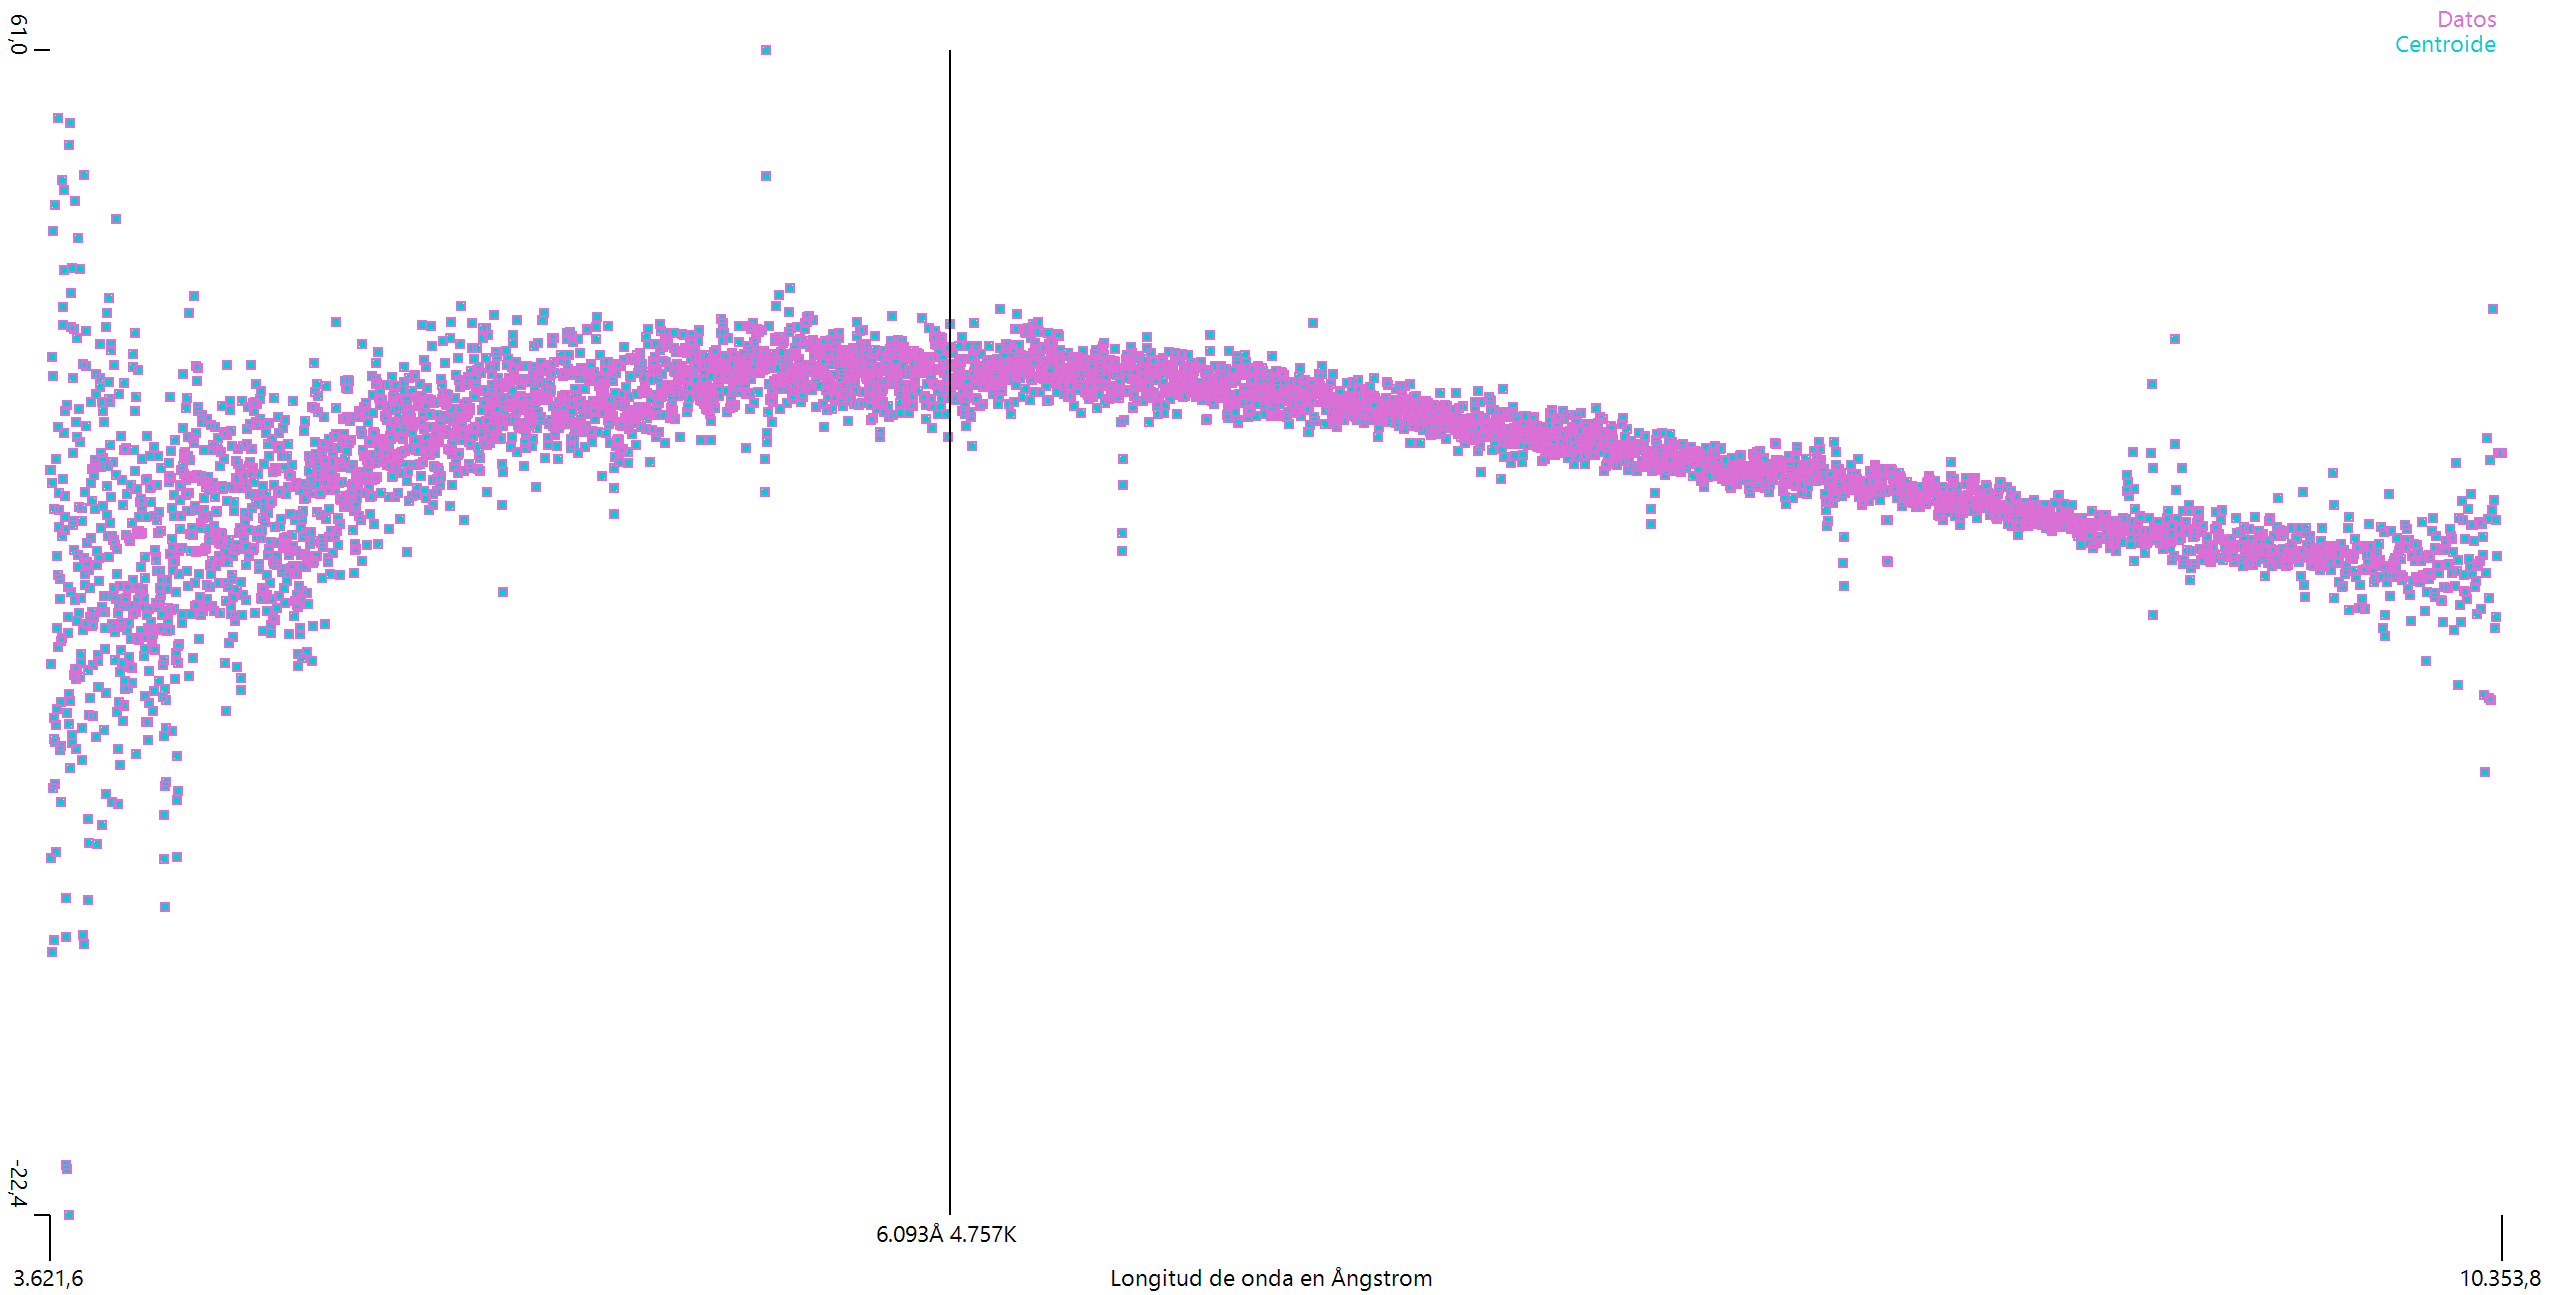 Datos
Centroide
61,0
-22,4
6.093Å 4.757K
3.621,6
Longitud de onda en Ångstrom
10.353,8